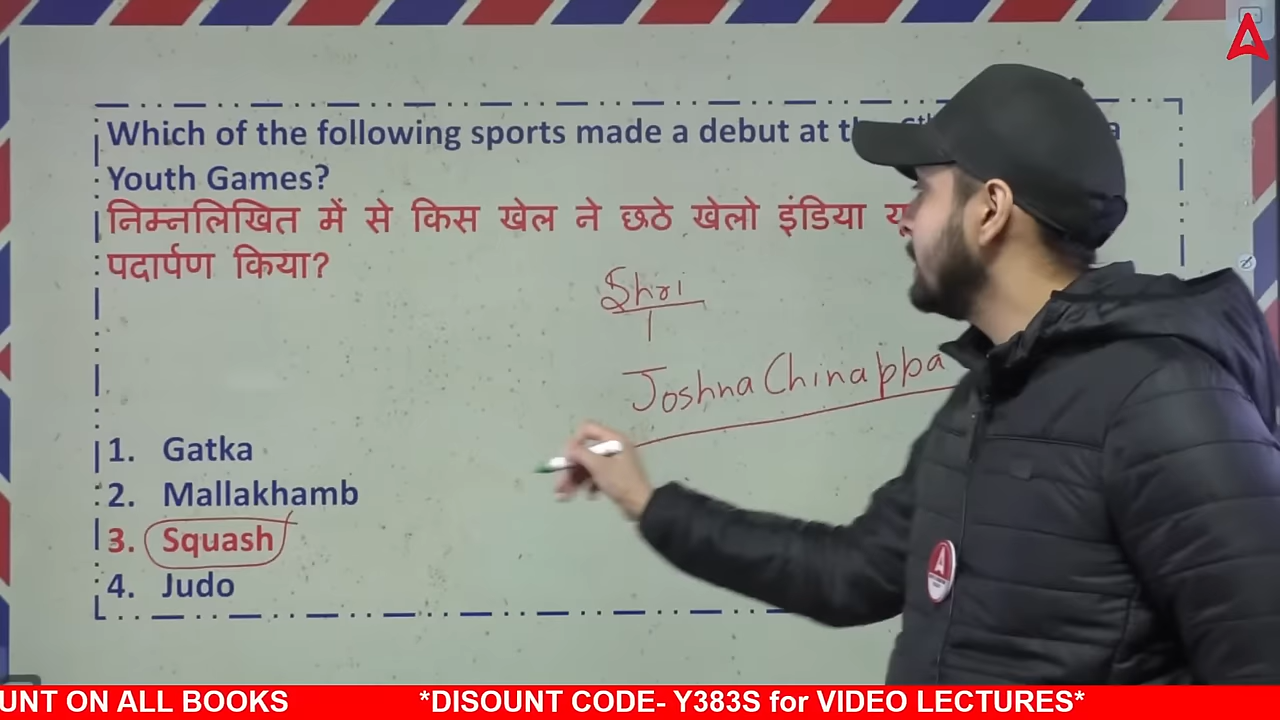 Which of the following sports made a debut at
Youth Games?
निम्नलिखित में से किस खेल ने छठे खेलो इंडिया
पदार्पण किया?
Shri
Joshna Chinappa
1. Gatka
2. Mallakhamb
3. Squash
4. Judo
UNT ON ALL BOOKS *DISOUNT CODE- Y383S for VIDEO LECTURES*